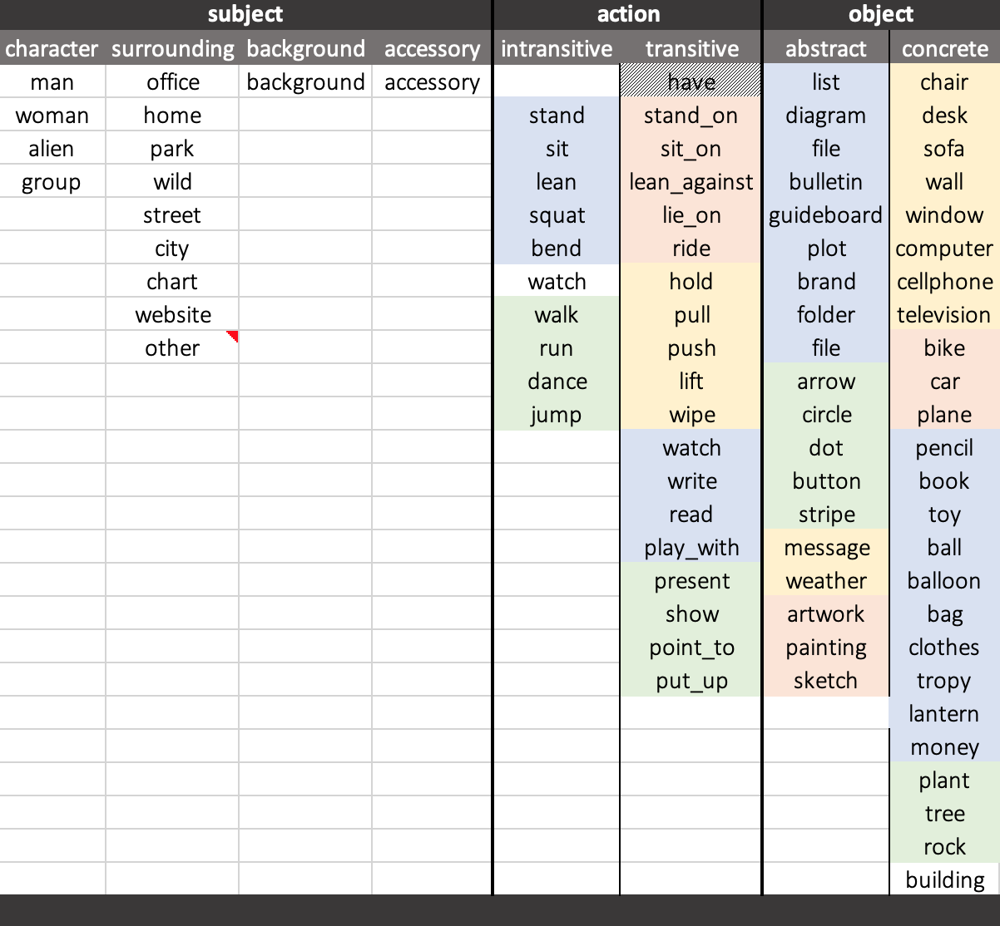 subject action object
character surrounding background accessory intransitive transitive abstract concrete
man office background accessory have list chair
woman home stand stand_on diagram desk
alien park sit sit_on file sofa
group wild lean lean_against bulletin wall
street squat lie_on guideboard window
city bend ride plot computer
chart watch hold brand cellphone
website walk pull folder television
other run push file bike
dance lift arrow car
jump wipe circle plane
watch dot pencil
write button book
read stripe toy
play_with message ball
present weather balloon
show artwork bag
point_to painting clothes
put_up sketch tropy
lantern
money
plant
tree
rock
building